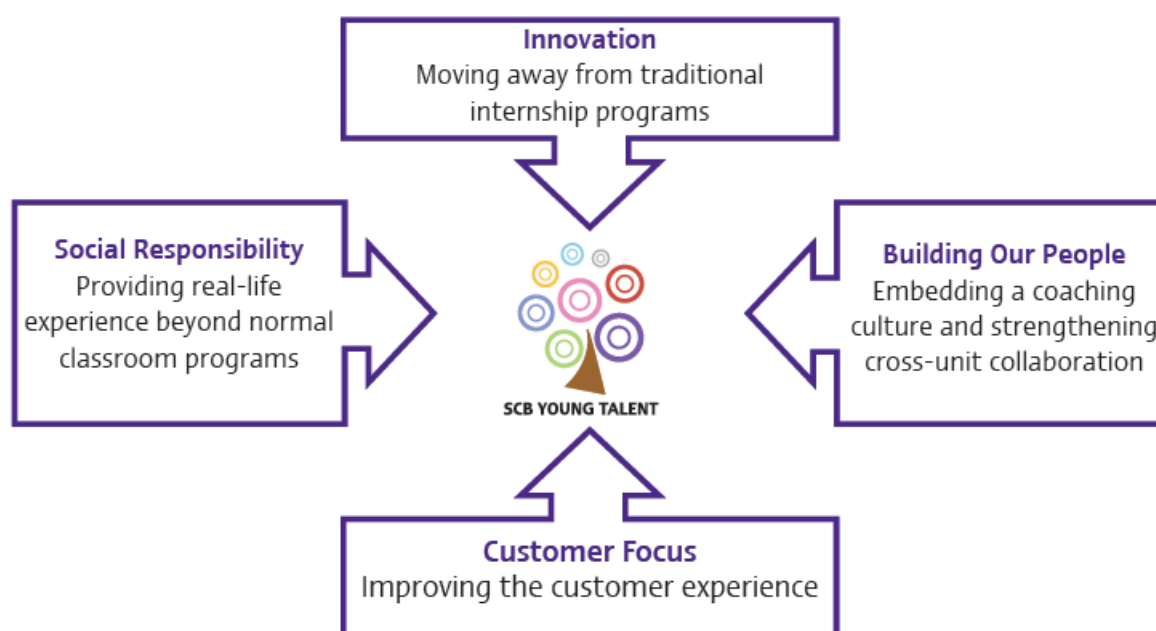 Innovation
Moving away from traditional
internship programs
Social Responsibility
Providing real-life
experience beyond normal
classroom programs
Building Our People
Embedding a coaching
culture and strengthening
cross-unit collaboration
SCB YOUNG TALENT
Customer Focus
Improving the customer experience